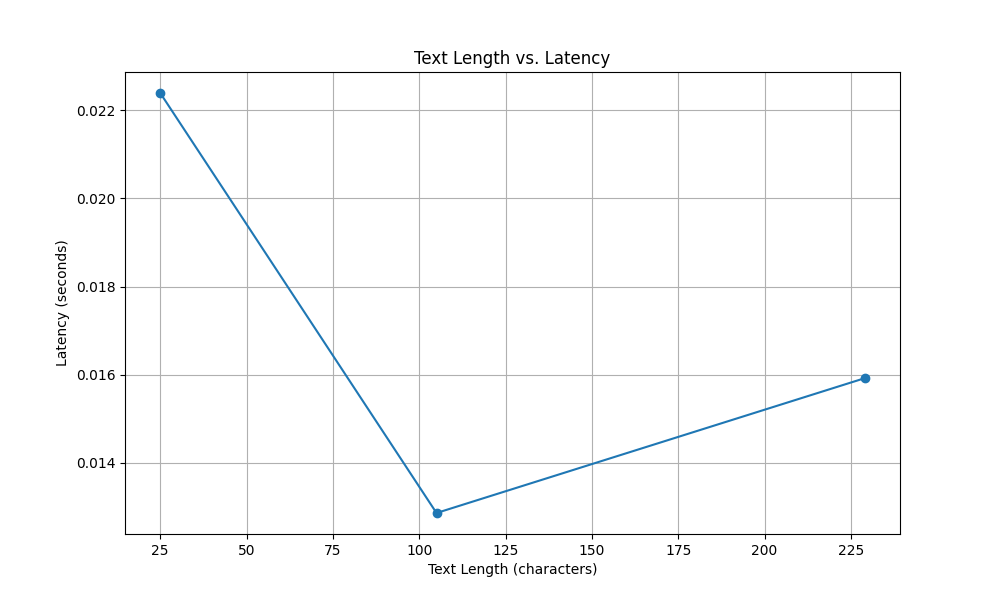 Text Length vs. Latency
Latency (seconds)
0.022
0.020
0.018
0.016
0.014
25 50 75 100 125 150 175 200 225
Text Length (characters)